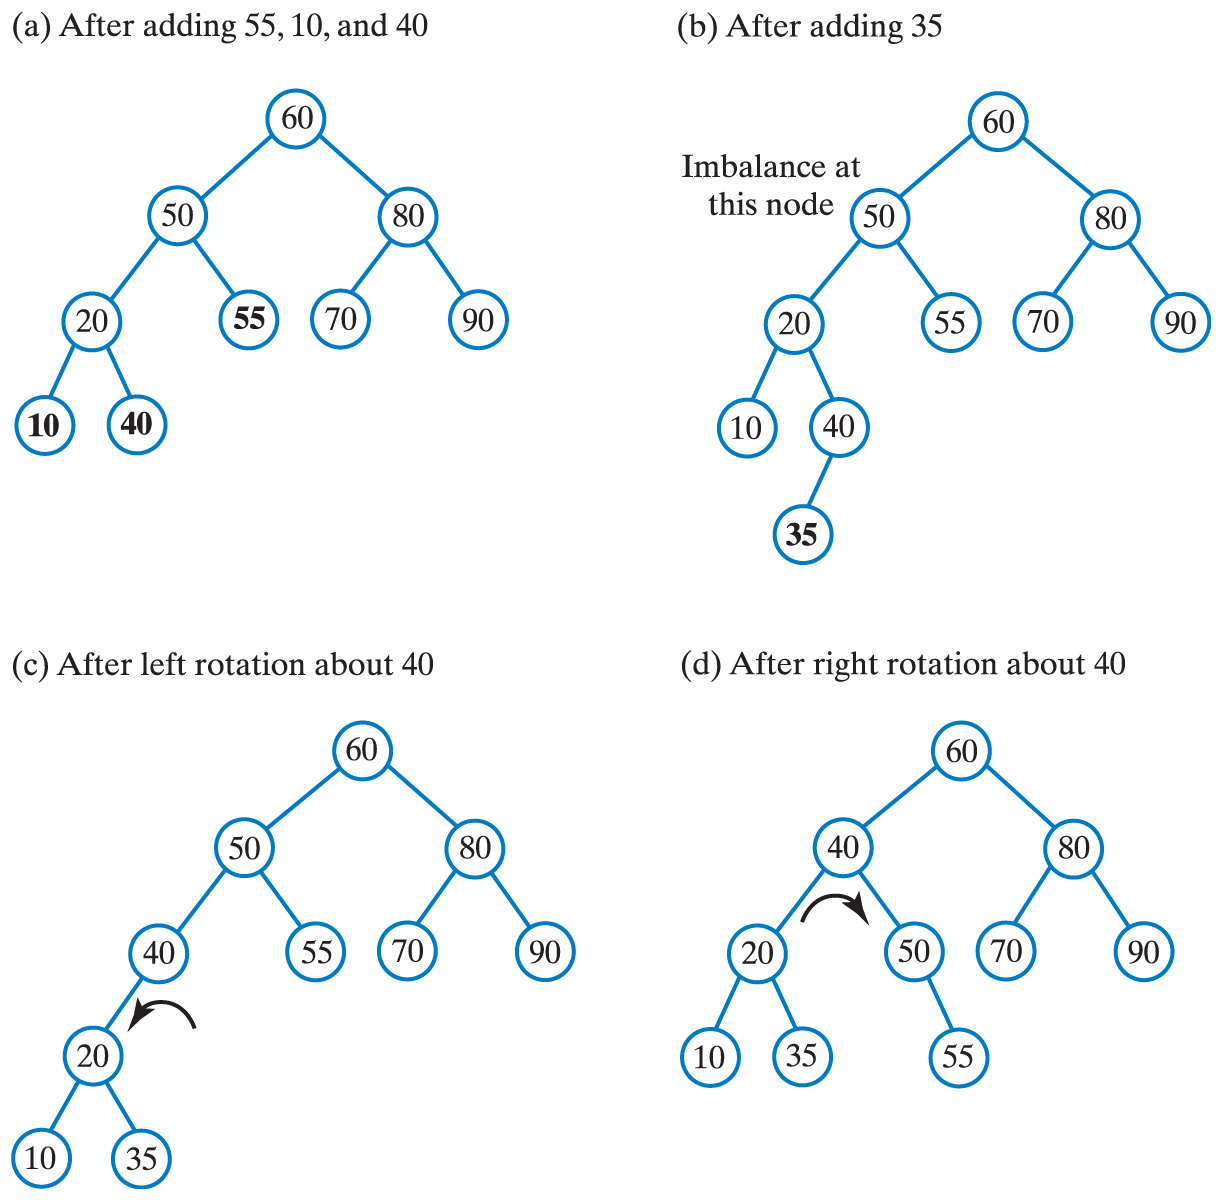 (a) After adding 55, 10, and 40
60
50 80
20 55 70 90
10 40
(b) After adding 35
60
Imbalance at
this node
50 80
20 55 70 90
10 40
35
(c) After left rotation about 40
60
50 80
40 55 70 90
20
10 35
(d) After right rotation about 40
60
40 80
20 50 70 90
10 35 55